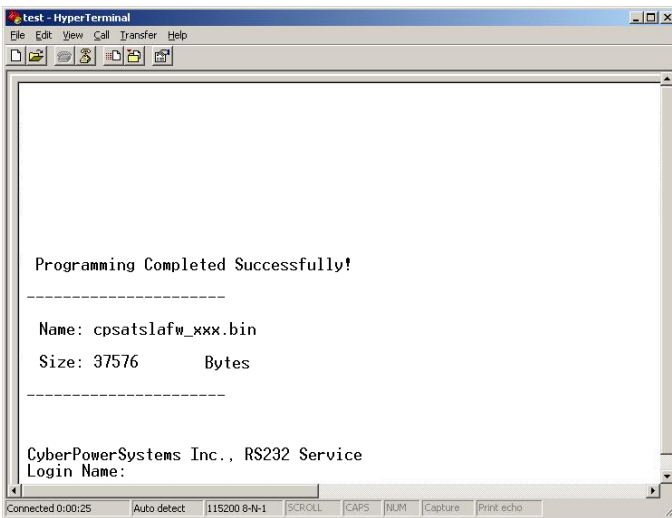 test - HyperTerminal
File Edit View Call Transfer Help
Programming Completed Successfully!
----------------------
Name: cpsatslafw_xxx.bin
Size: 37576 Bytes
----------------------
CyberPowerSystems Inc., RS232 Service
Login Name:
Connected 0:00:25 Auto detect 115200 8-N-1 SCROLL CAPS NUM Capture Print echo